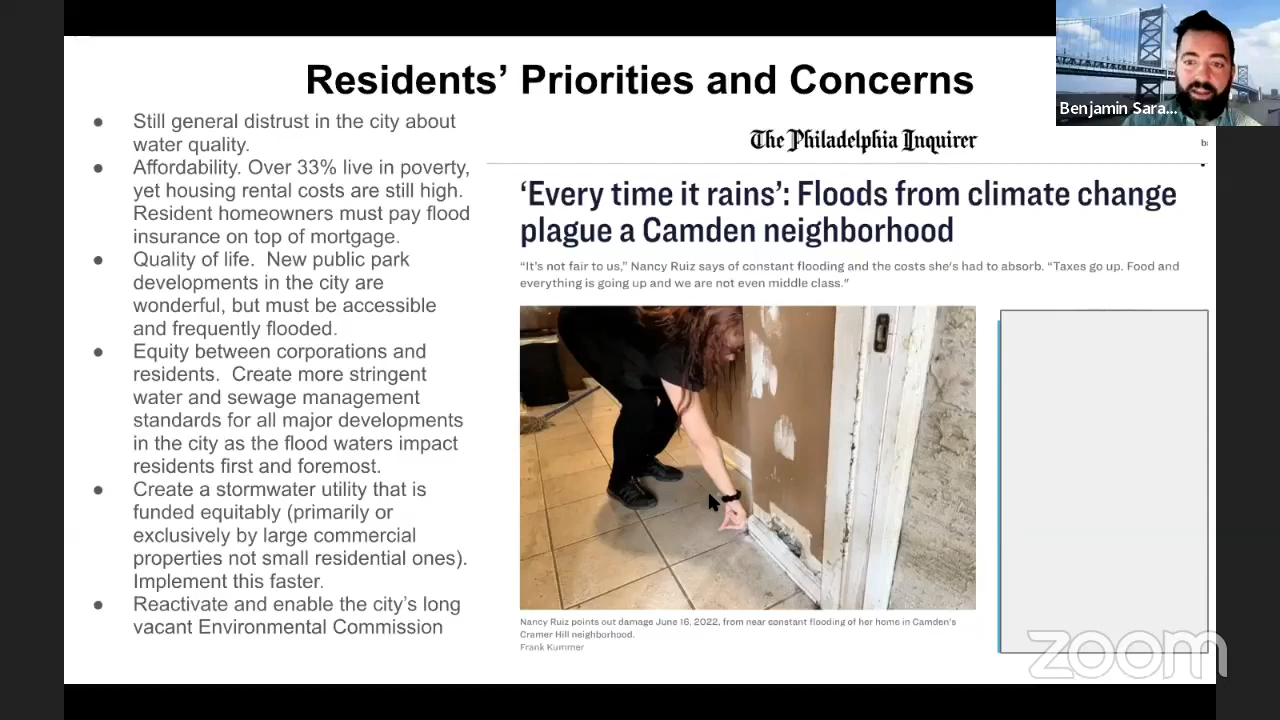 Residents’ Priorities and Concerns
Benjamin Sara...
● Still general distrust in the city about
water quality.
● Affordability. Over 33% live in poverty,
yet housing rental costs are still high.
Resident homeowners must pay flood
insurance on top of mortgage.
● Quality of life.  New public park
developments in the city are
wonderful, but must be accessible
and frequently flooded.
● Equity between corporations and
residents.  Create more stringent
water and sewage management
standards for all major developments
in the city as the flood waters impact
residents first and foremost.
● Create a stormwater utility that is
funded equitably (primarily or
exclusively by large commercial
properties not small residential ones).
Implement this faster.
● Reactivate and enable the city’s long
vacant Environmental Commission
The Philadelphia Inquirer
‘Every time it rains’: Floods from climate change
plague a Camden neighborhood
“It's not fair to us,” Nancy Ruiz says of constant flooding and the costs she's had to absorb. “Taxes go up. Food and
everything is going up and we are not even middle class.”
Nancy Ruiz points out damage June 16, 2022, from near constant flooding of her home in Camden's
Cramer Hill neighborhood.
Frank Kummer
zoom